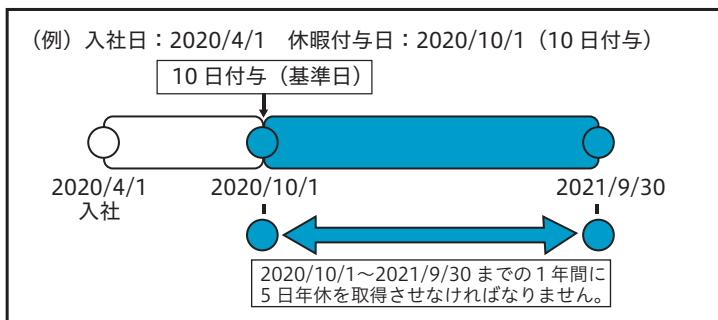 （例）入社日：2020/4/1　休暇付与日：2020/10/1（10 日付与）
10 日付与（基準日）
2020/4/1
入社
2020/10/1
2021/9/30
2020/10/1～2021/9/30 までの 1 年間に
5 日年休を取得させなければなりません。